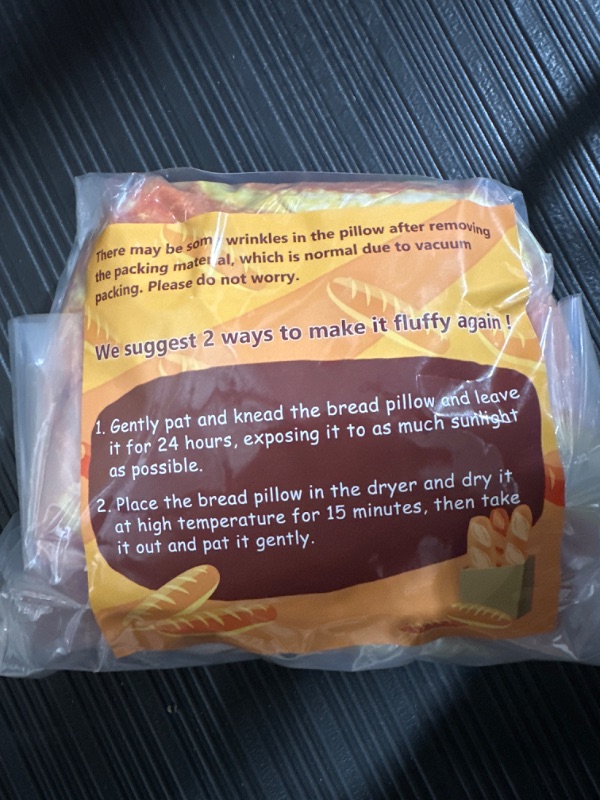 There may be some wrinkles in the pillow after removing
the packing material, which is normal due to vacuum
packing. Please do not worry.
We suggest 2 ways to make it fluffy again !
1. Gently pat and knead the bread pillow and leave
it for 24 hours, exposing it to as much sunlight
as possible.
2. Place the bread pillow in the dryer and dry it
at high temperature for 15 minutes, then take
it out and pat it gently.